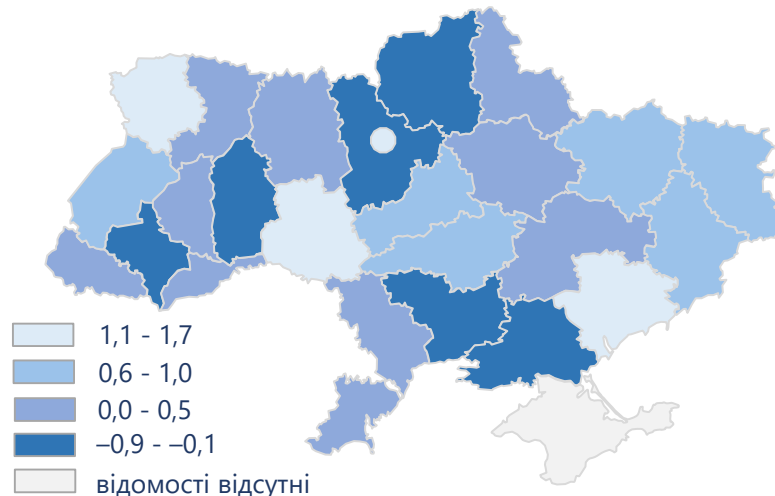 1,1 - 1,7
0,6 - 1,0
0,0 - 0,5
–0,9 - –0,1
відомості відсутні